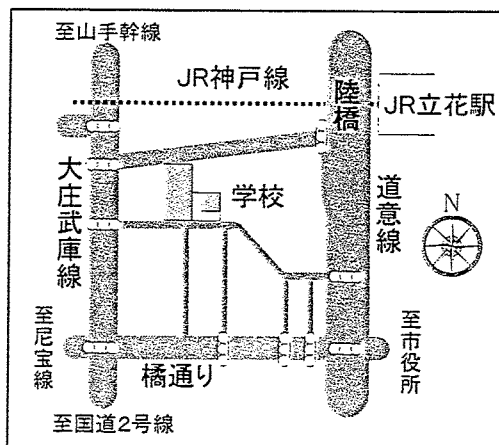 至山手幹線
JR神戸線
陸橋
JR立花駅
大庄武庫線
学校
道意線
N
至尼宝線
橘通り
至市役所
至国道2号線